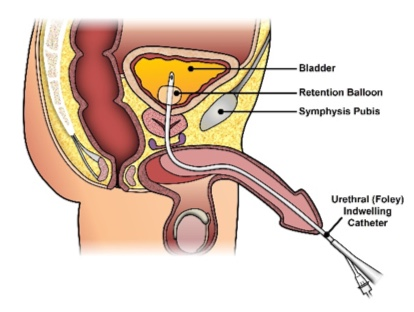 Bladder
Retention Balloon
Symphysis Pubis
Urethral (Foley)
Indwelling
Catheter